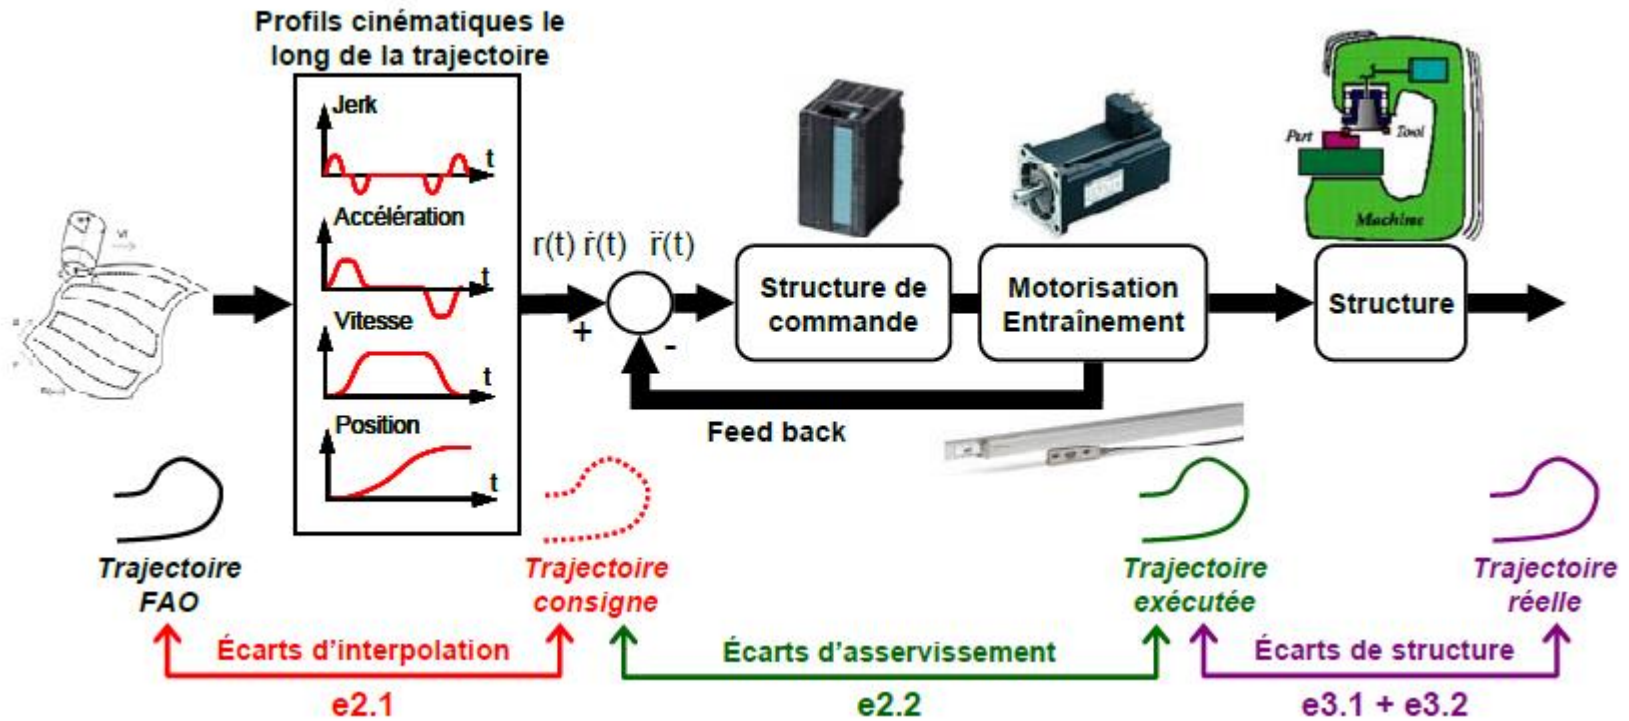 Profils cinématiques le
long de la trajectoire
Jerk
t
Accélération
t
Vitesse
t
Position
t
r(t) ṙ(t) r̈(t)
+
-
Structure de
commande
Motorisation
Entraînement
Structure
Part
Tool
Machine
Feed back
Trajectoire
FAO
Trajectoire
consigne
Trajectoire
exécutée
Trajectoire
réelle
Écarts d'interpolation
Écarts d'asservissement
Écarts de structure
e2.1
e2.2
e3.1 + e3.2